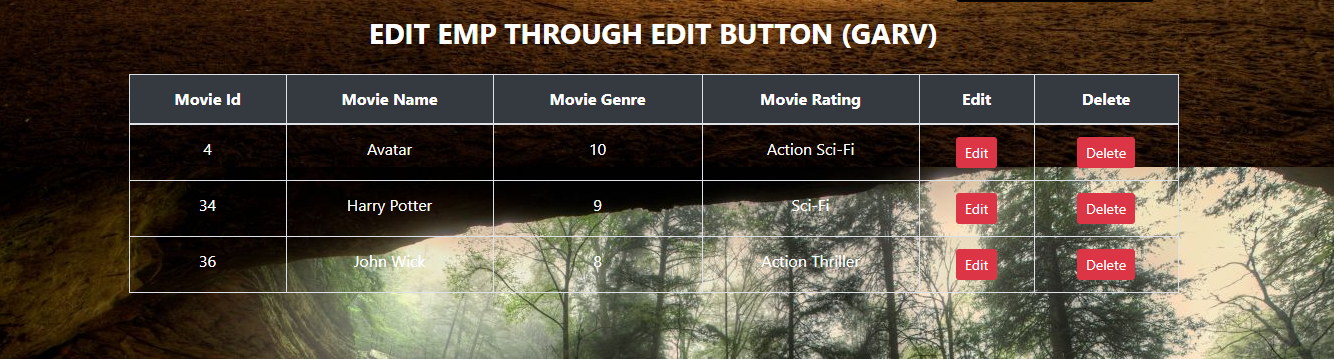 EDIT EMP THROUGH EDIT BUTTON (GARV)
Movie Id Movie Name Movie Genre Movie Rating Edit Delete
4 Avatar 10 Action Sci-Fi Edit Delete
34 Harry Potter 9 Sci-Fi Edit Delete
36 John Wick 8 Action Thriller Edit Delete